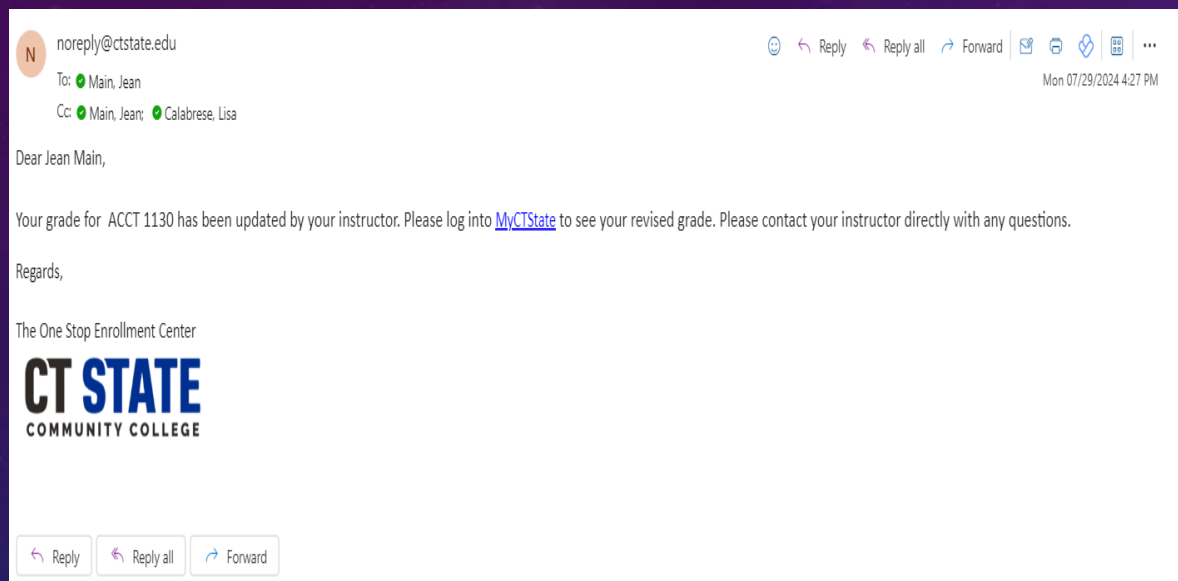 N
noreply@ctstate.edu
Reply Reply all Forward
To: Main, Jean
Mon 07/29/2024 4:27 PM
Cc: Main, Jean; Calabrese, Lisa
Dear Jean Main,
Your grade for  ACCT 1130 has been updated by your instructor. Please log into MyCTState to see your revised grade. Please contact your instructor directly with any questions.
Regards,
The One Stop Enrollment Center
CT STATE
COMMUNITY COLLEGE
Reply Reply all Forward